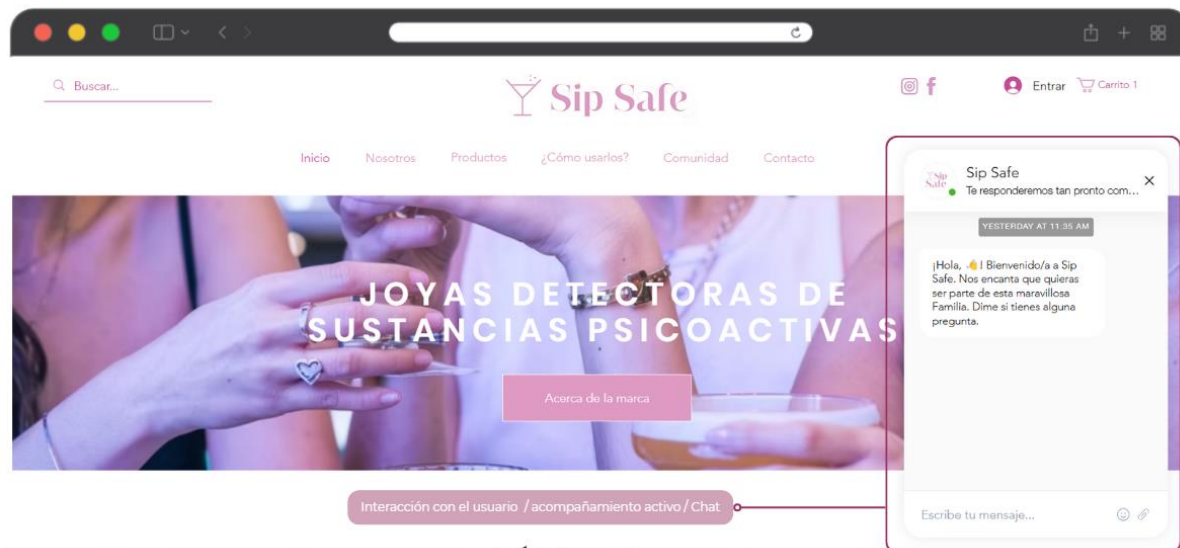 Buscar...
Sip Safe
Entrar
Carrito 1
Inicio Nosotros Productos ¿Cómo usarlos? Comunidad Contacto
JOYAS DETECTORAS DE
SUSTANCIAS PSICOACTIVAS
Acerca de la marca
Interacción con el usuario / acompañamiento activo / Chat
Sip Safe
Sip Safe
Te responderemos tan pronto com...
YESTERDAY AT 11:35 AM
¡Hola, 👋! Bienvenido/a a Sip
Safe. Nos encanta que quieras
ser parte de esta maravillosa
Familia. Dime si tienes alguna
pregunta.
Escribe tu mensaje...